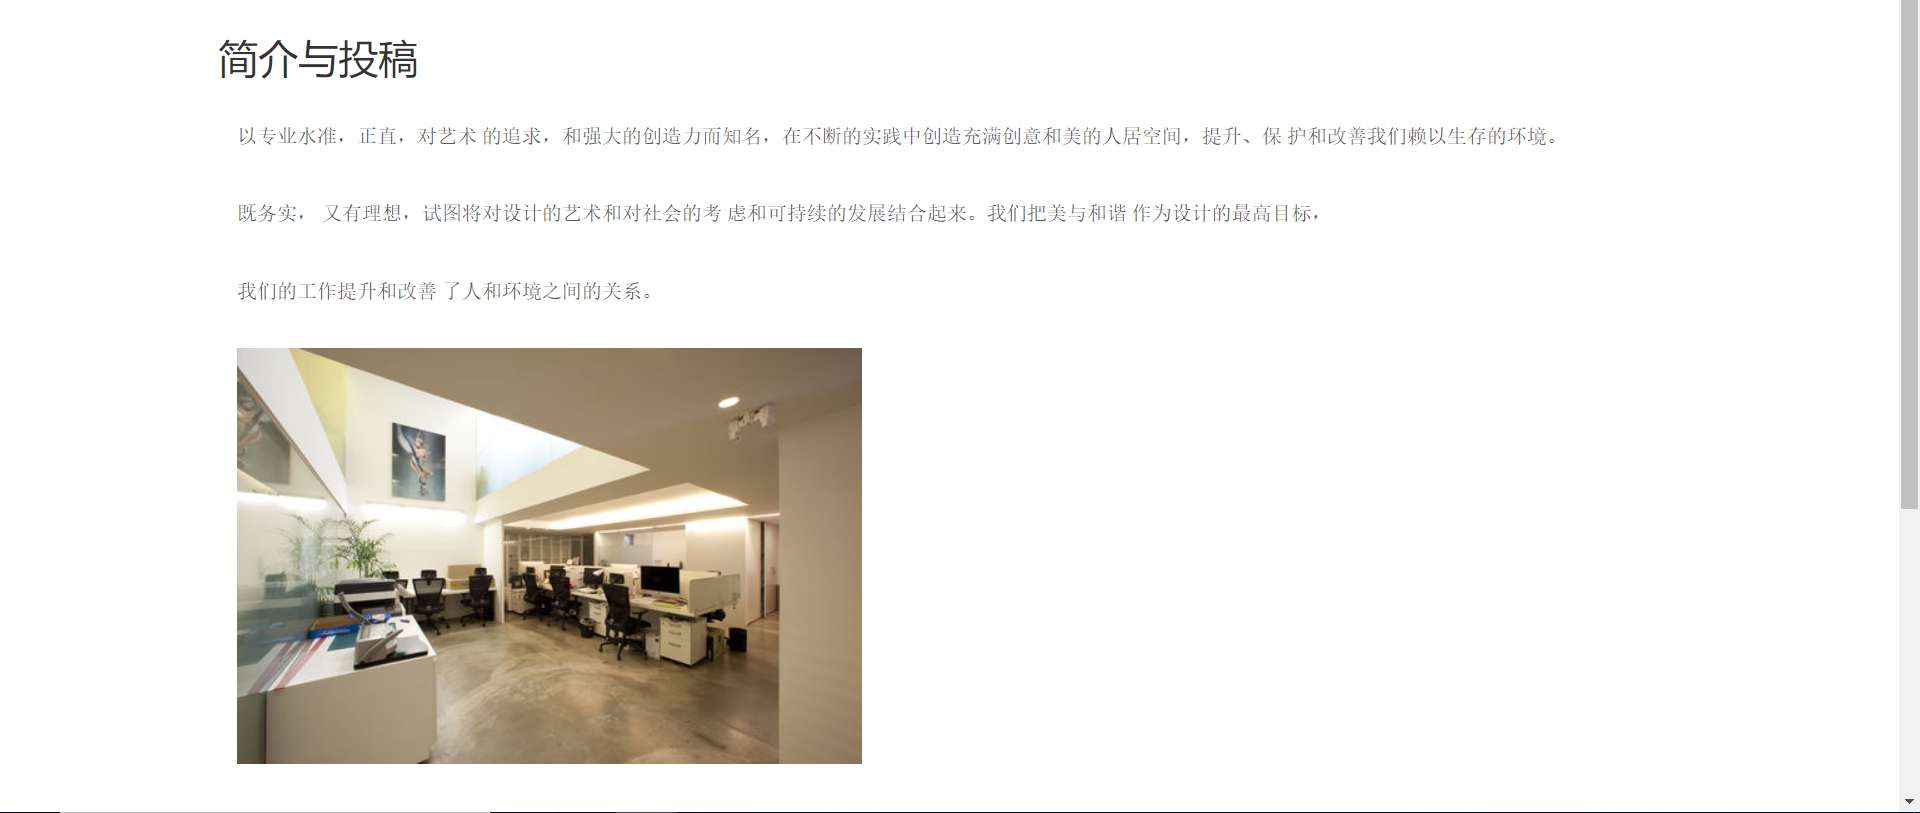 简介与投稿
以专业水准，正直，对艺术 的追求，和强大的创造力而知名，在不断的实践中创造充满创意和美的人居空间，提升、保 护和改善我们赖以生存的环境。
既务实， 又有理想，试图将对设计的艺术和对社会的考 虑和可持续的发展结合起来。我们把美与和谐 作为设计的最高目标，
我们的工作提升和改善 了人和环境之间的关系。